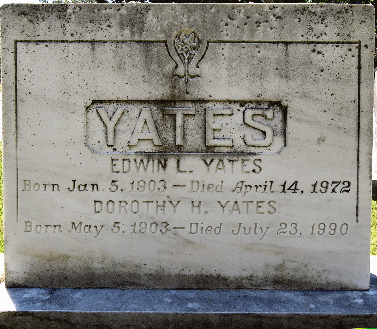 YATES
EDWIN L. YATES
Born Jan. 5, 1903 — Died April 14, 1972
DOROTHY H. YATES
Born May 5, 1903 — Died July 23, 1990